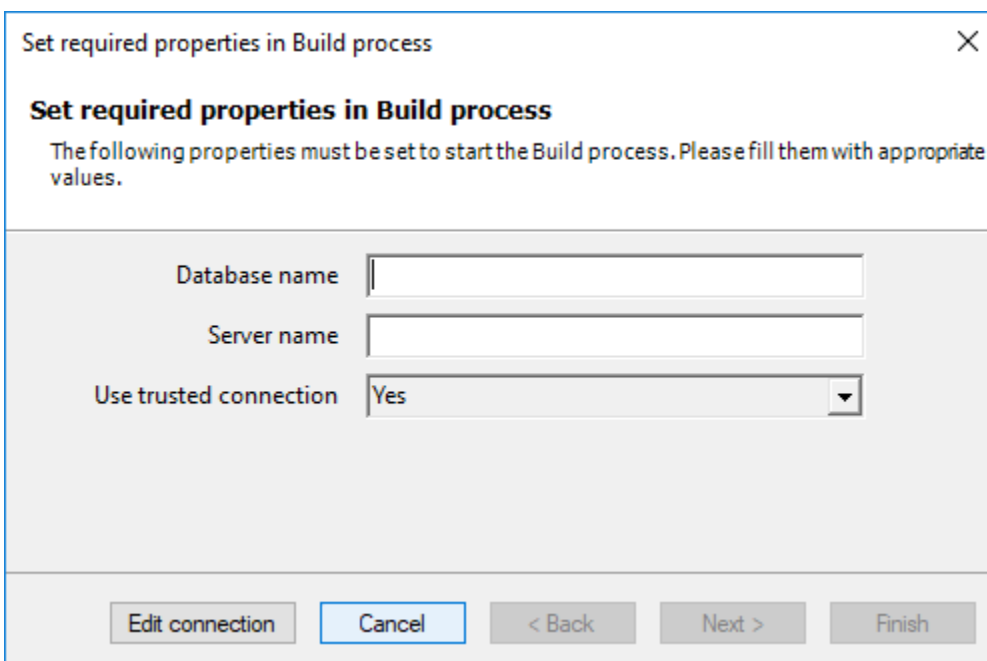 Set required properties in Build process
Set required properties in Build process
The following properties must be set to start the Build process. Please fill them with appropriate
values.
Database name
Server name
Use trusted connection Yes
Edit connection Cancel < Back Next > Finish